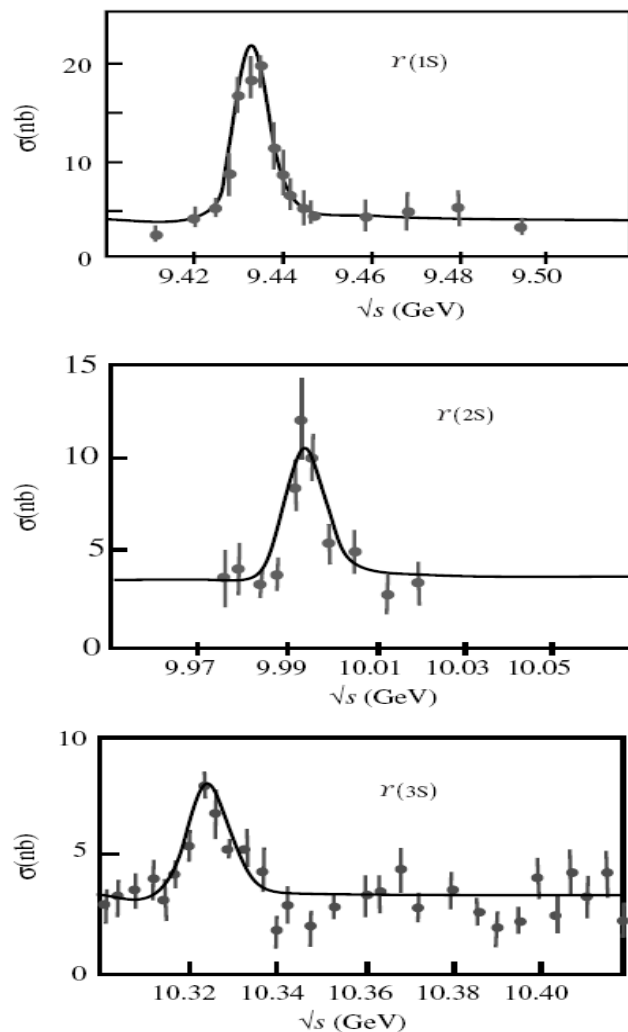 20
10
0
σ(nb)
r(1S)
9.42 9.44 9.46 9.48 9.50
√s (GeV)
15
10
5
0
σ(nb)
r(2S)
9.97 9.99 10.01 10.03 10.05
√s (GeV)
10
5
0
σ(nb)
r(3S)
10.32 10.34 10.36 10.38 10.40
√s (GeV)